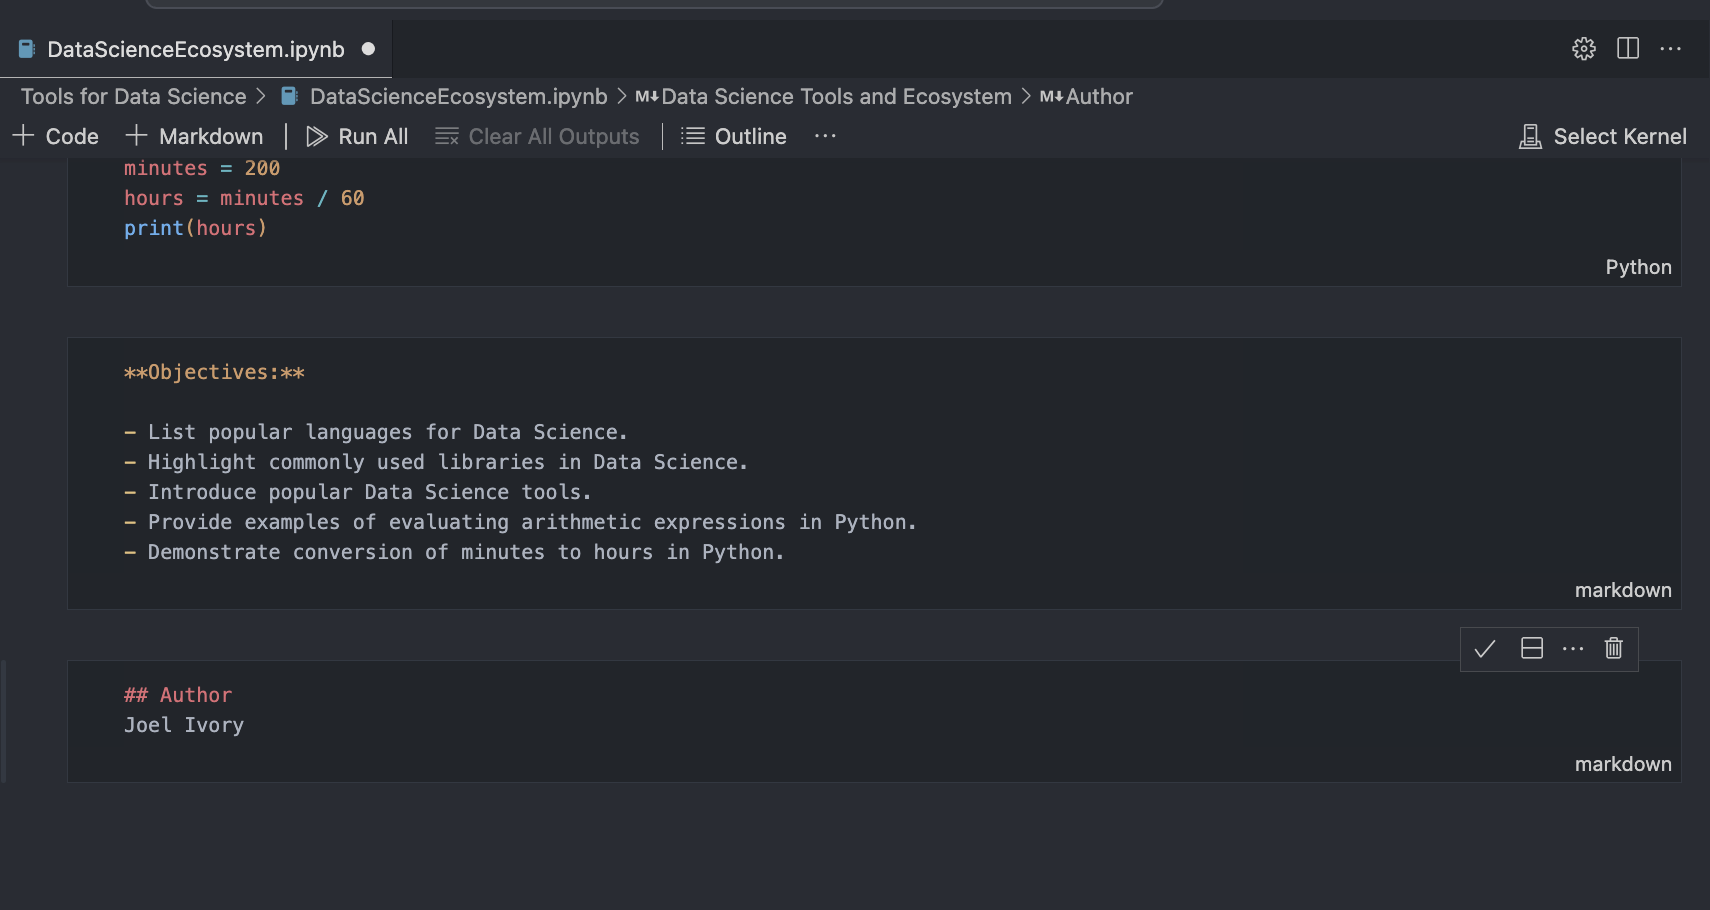 DataScienceEcosystem.ipynb
Tools for Data Science > DataScienceEcosystem.ipynb > M↓Data Science Tools and Ecosystem > M↓Author
+ Code + Markdown | Run All Clear All Outputs | Outline ··· Select Kernel
minutes = 200
hours = minutes / 60
print(hours)
Python
**Objectives:**
- List popular languages for Data Science.
- Highlight commonly used libraries in Data Science.
- Introduce popular Data Science tools.
- Provide examples of evaluating arithmetic expressions in Python.
- Demonstrate conversion of minutes to hours in Python.
markdown
## Author
Joel Ivory
markdown